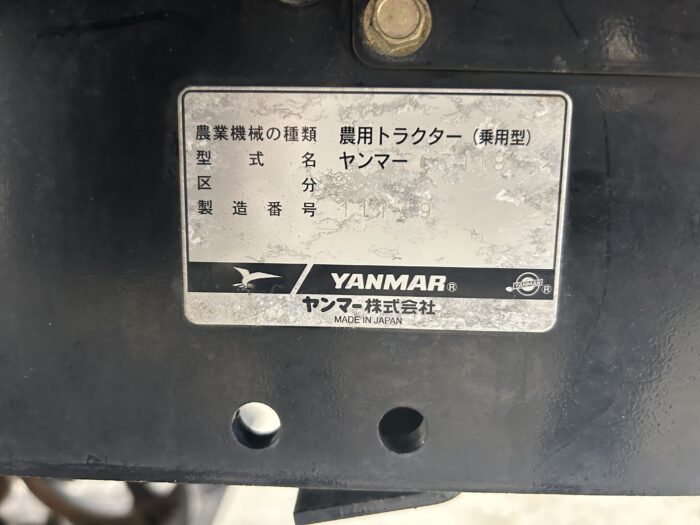 農業機械の種類 農用トラクター(乗用型)
型式名 ヤンマー
区分
製造番号
YANMAR®
YANMAR ®
ヤンマー株式会社
MADE IN JAPAN